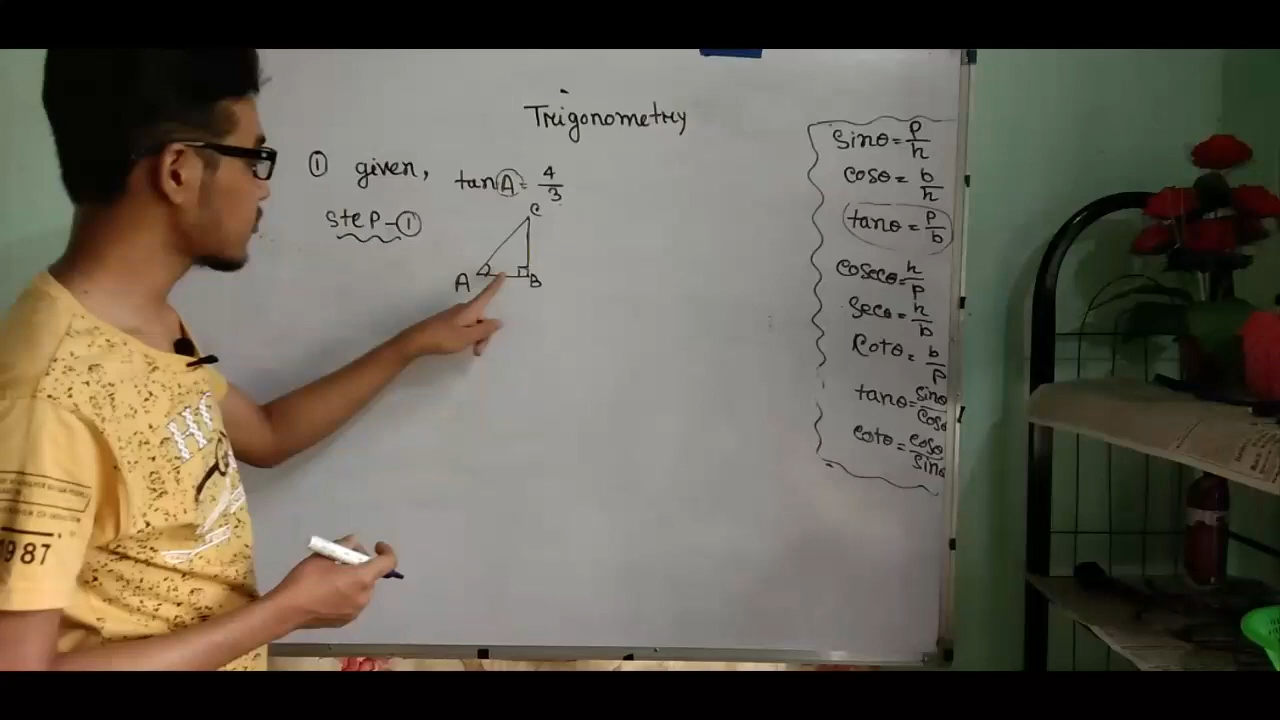 Trigonometry
① given, tan A = 4/3
Step-①
C
A
B
sinθ = P/h
cosθ = b/h
tanθ = P/b
cosecθ = h/P
secθ = h/b
cotθ = b/P
tanθ = sinθ/cosθ
cotθ = cosθ/sinθ
1987